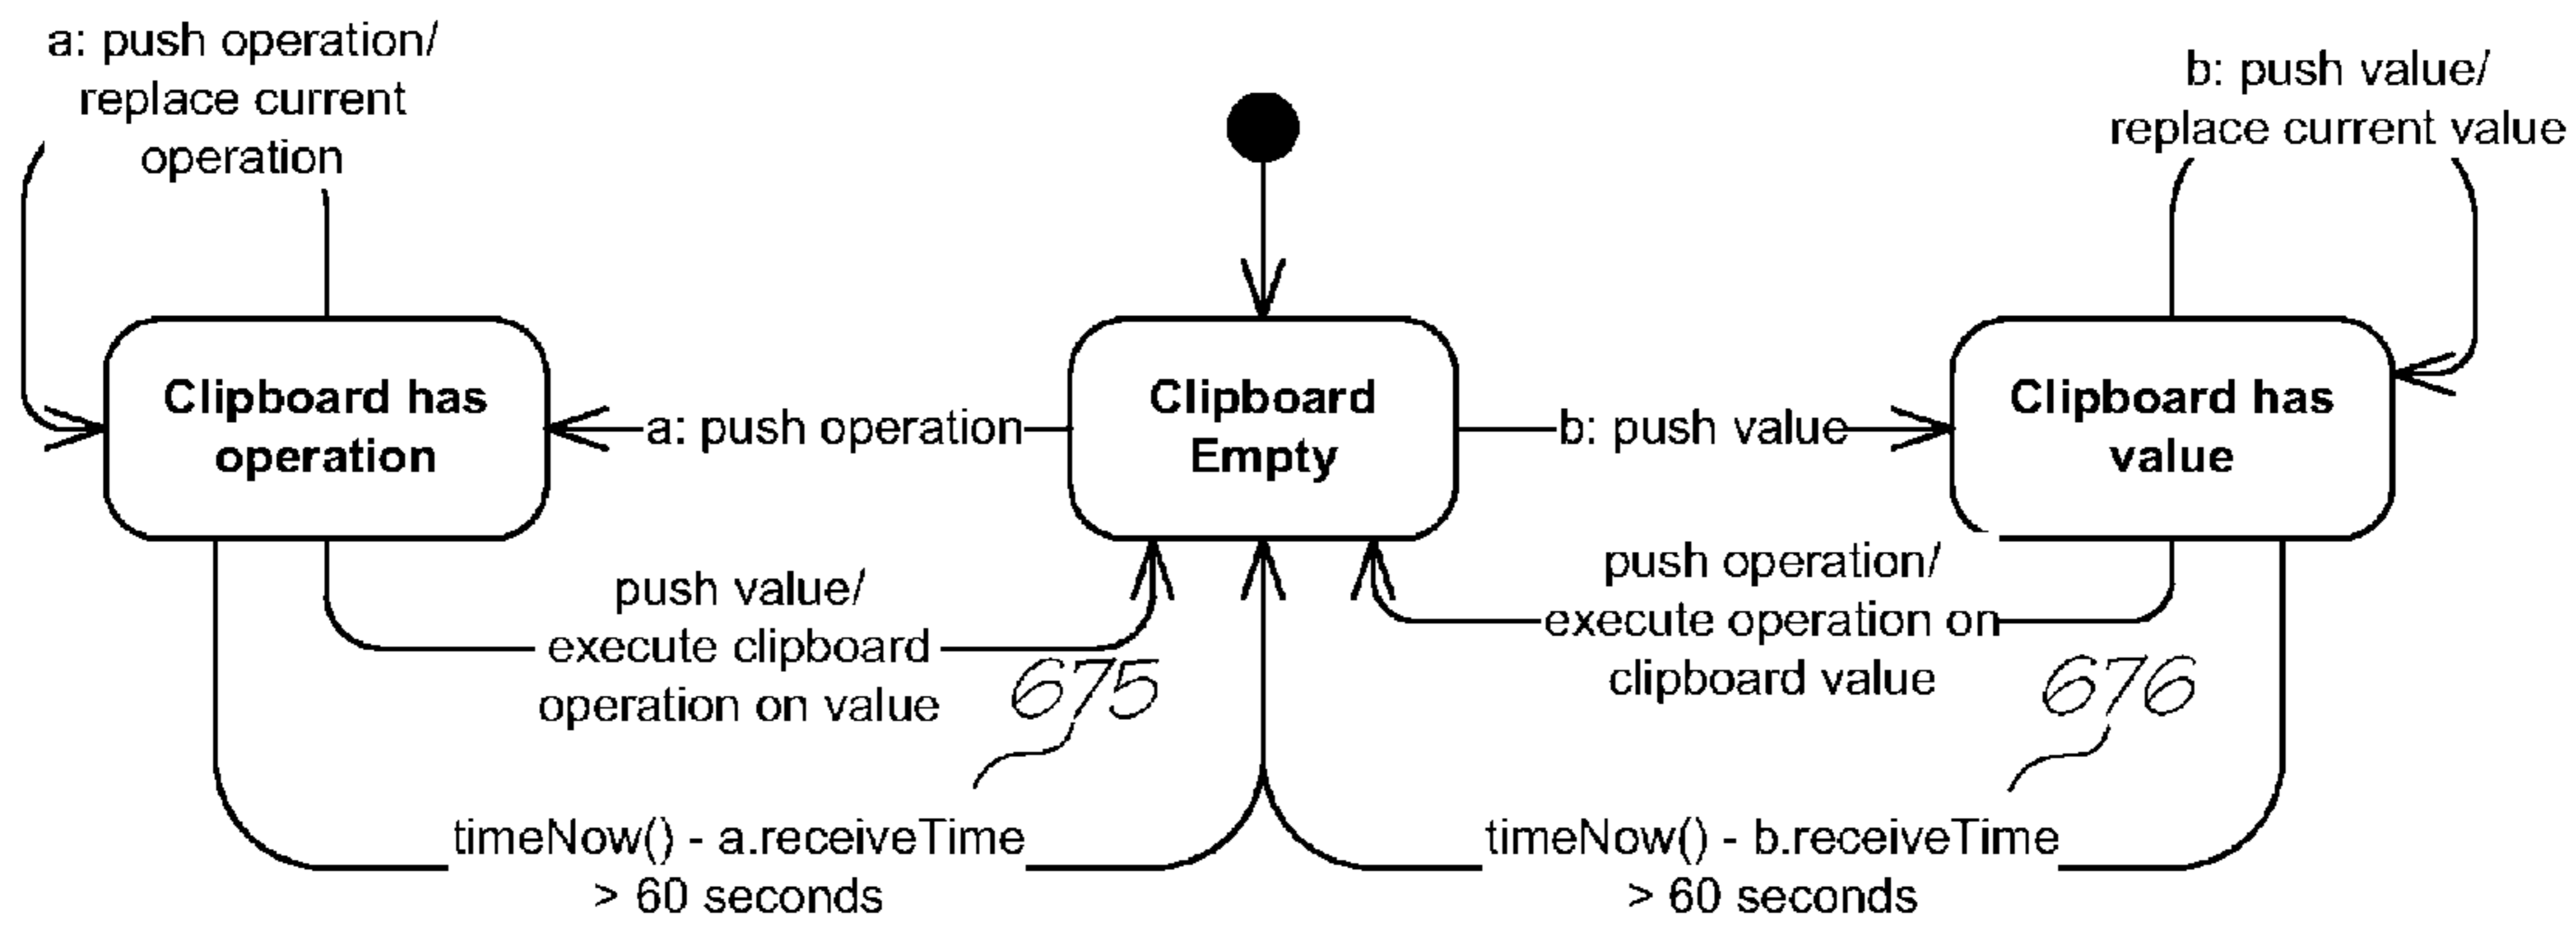 a: push operation/
replace current
operation
b: push value/
replace current value
Clipboard has
operation
a: push operation
Clipboard
Empty
b: push value
Clipboard has
value
push value/
execute clipboard
operation on value
675
push operation/
execute operation on
clipboard value
676
timeNow() - a.receiveTime
> 60 seconds
timeNow() - b.receiveTime
> 60 seconds